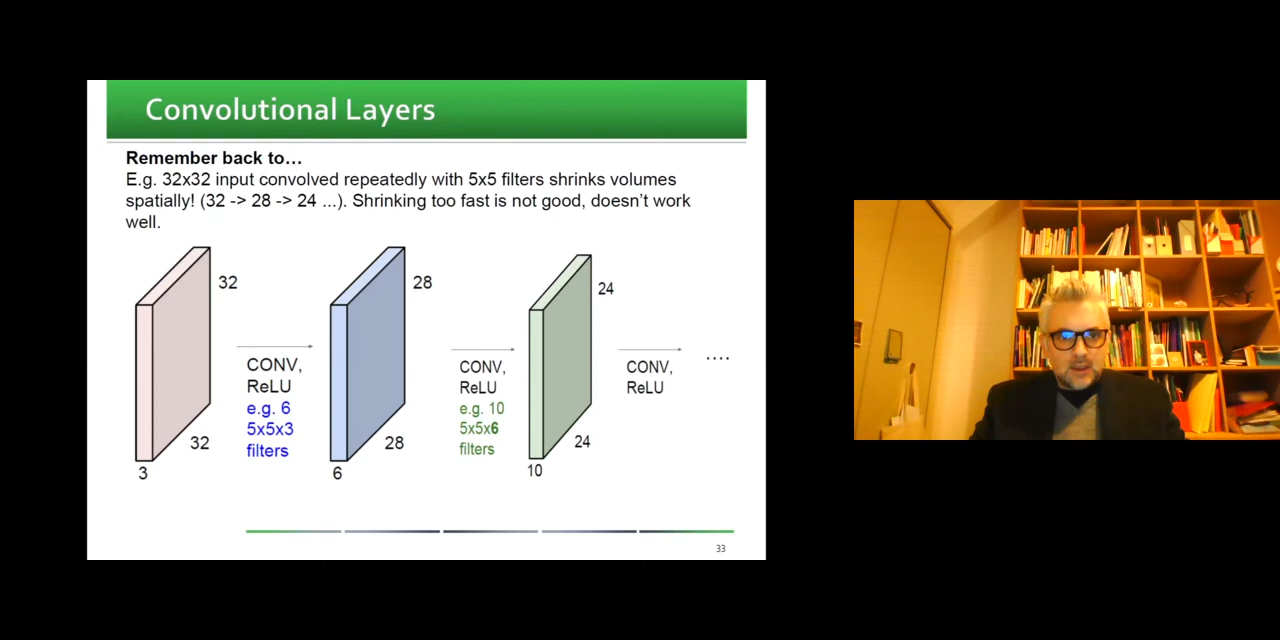 Convolutional Layers
Remember back to…
E.g. 32x32 input convolved repeatedly with 5x5 filters shrinks volumes
spatially! (32 -> 28 -> 24 ...). Shrinking too fast is not good, doesn't work
well.
32
32
3
CONV,
ReLU
e.g. 6
5x5x3
filters
28
28
6
CONV,
ReLU
e.g. 10
5x5x6
filters
24
24
10
CONV,
ReLU
....
33